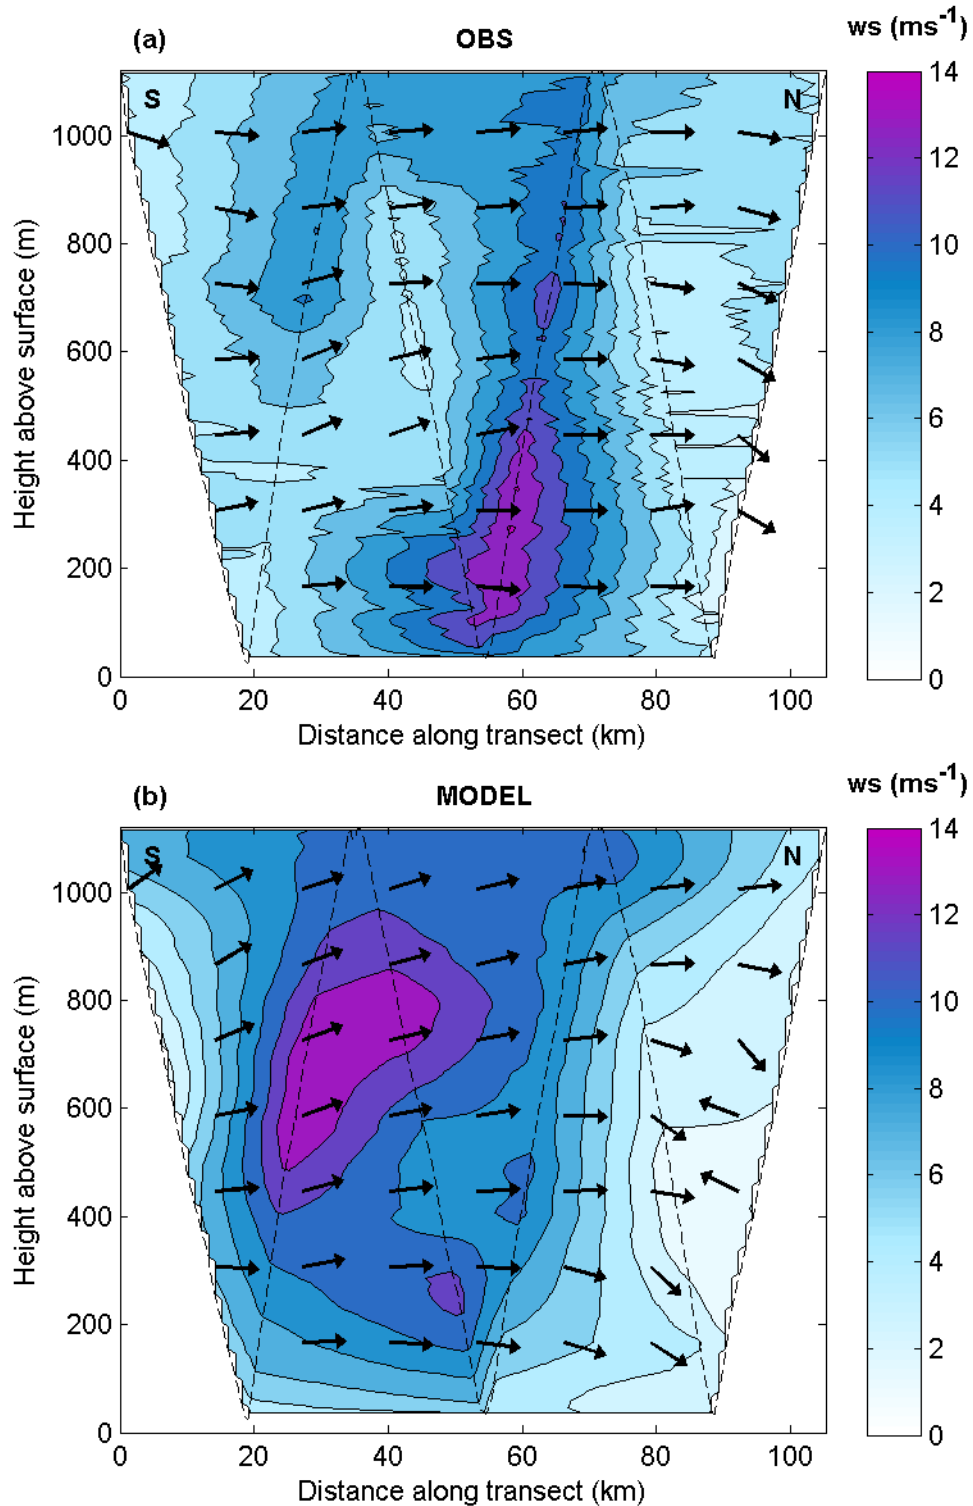 (a) OBS ws (ms-1)
S N
14
12
10
8
6
4
2
0
1000
800
600
400
200
0
Height above surface (m)
0 20 40 60 80 100
Distance along transect (km)
(b) MODEL ws (ms-1)
S N
14
12
10
8
6
4
2
0
1000
800
600
400
200
0
Height above surface (m)
0 20 40 60 80 100
Distance along transect (km)